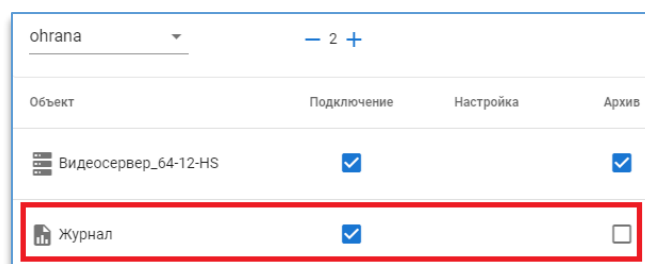 ohrana − 2 +
Объект Подключение Настройка Архив
Видеосервер_64-12-HS
Журнал